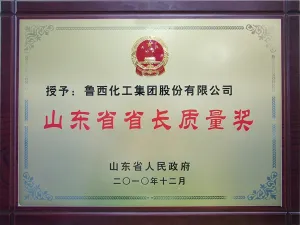 授予：鲁西化工集团股份有限公司
山东省省长质量奖
山东省人民政府
二〇一〇年十二月